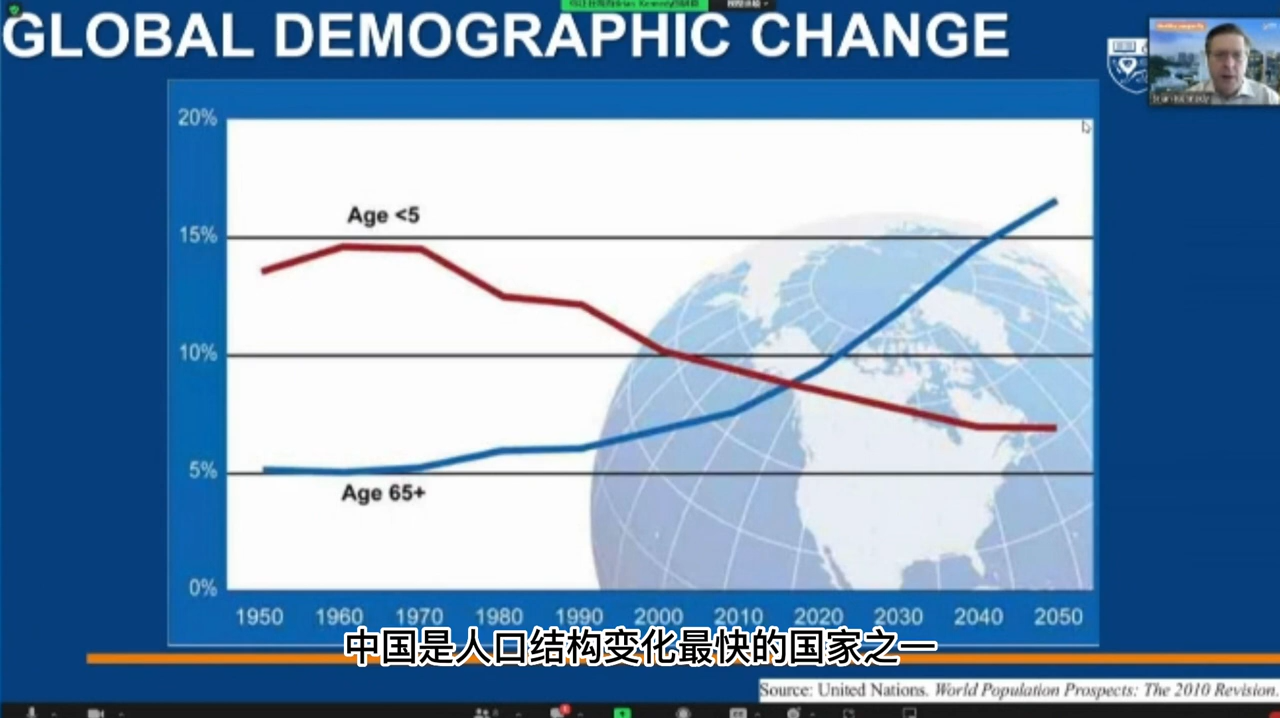 GLOBAL DEMOGRAPHIC CHANGE
20%
Age <5
15%
10%
5%
Age 65+
0%
1950 1960 1970 1980 1990 2000 2010 2020 2030 2040 2050
中国是人口结构变化最快的国家之一
Source: United Nations. World Population Prospects: The 2010 Revision.